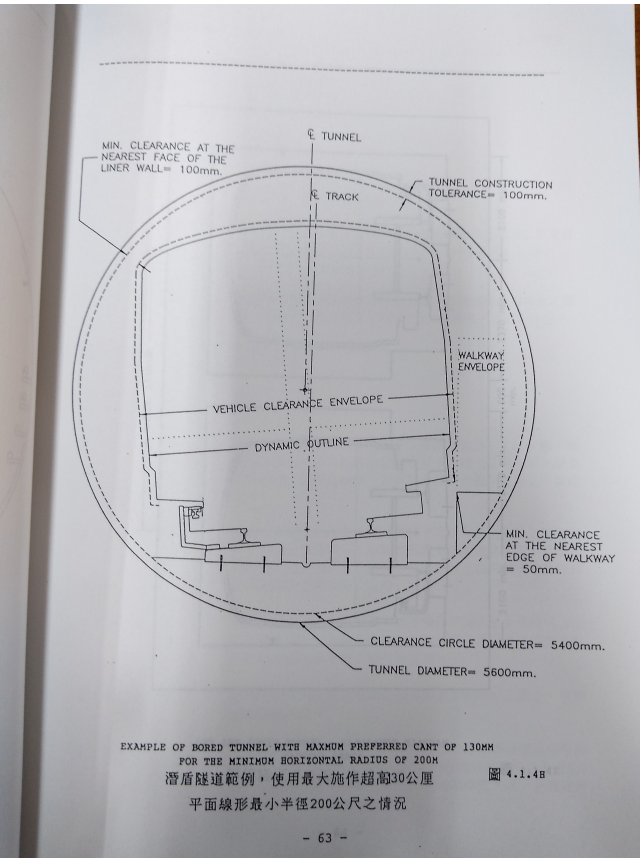 ℄ TUNNEL
MIN. CLEARANCE AT THE
NEAREST FACE OF THE
LINER WALL= 100mm.
TUNNEL CONSTRUCTION
TOLERANCE= 100mm.
℄ TRACK
WALKWAY
ENVELOPE
VEHICLE CLEARANCE ENVELOPE
DYNAMIC OUTLINE
MIN. CLEARANCE
AT THE NEAREST
EDGE OF WALKWAY
= 50mm.
CLEARANCE CIRCLE DIAMETER= 5400mm.
TUNNEL DIAMETER= 5600mm.
EXAMPLE OF BORED TUNNEL WITH MAXMUM PREFERRED CANT OF 130MM
FOR THE MINIMUM HORIZONTAL RADIUS OF 200M
潛盾隧道範例，使用最大施作超高130公厘
圖 4.1.4B
平面線形最小半徑200公尺之情況
- 63 -